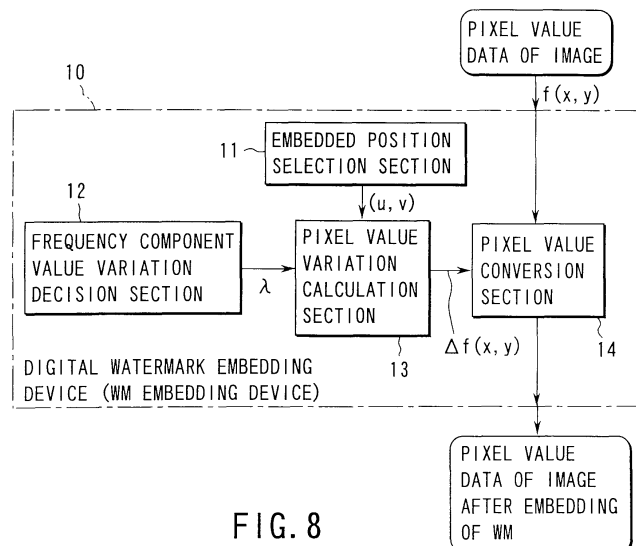 PIXEL VALUE
DATA OF IMAGE
10
f(x, y)
11
EMBEDDED POSITION
SELECTION SECTION
12
(u, v)
FREQUENCY COMPONENT
VALUE VARIATION
DECISION SECTION
λ
PIXEL VALUE
VARIATION
CALCULATION
SECTION
PIXEL VALUE
CONVERSION
SECTION
Δf(x, y)
13
14
DIGITAL WATERMARK EMBEDDING
DEVICE (WM EMBEDDING DEVICE)
PIXEL VALUE
DATA OF IMAGE
AFTER EMBEDDING
OF WM
FIG. 8